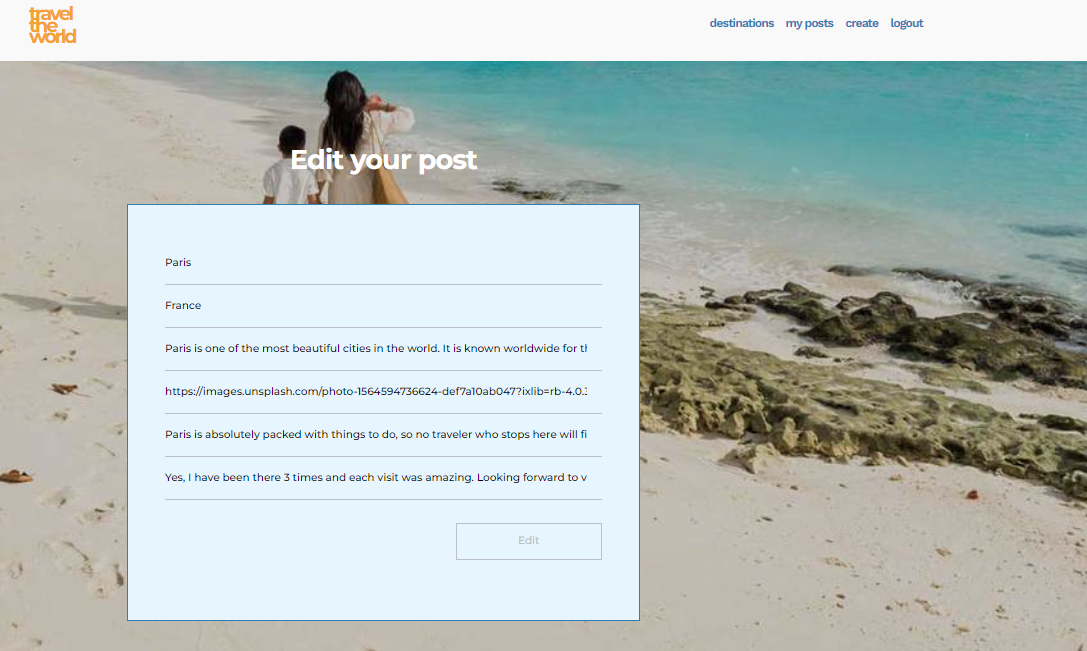 travel
the
world
destinations my posts create logout
Edit your post
Paris
France
Paris is one of the most beautiful cities in the world. It is known worldwide for
https://images.unsplash.com/photo-1564594736624-def7a10ab047?ixlib=rb-4.0.
Paris is absolutely packed with things to do, so no traveler who stops here will fi
Yes, I have been there 3 times and each visit was amazing. Looking forward to v
Edit